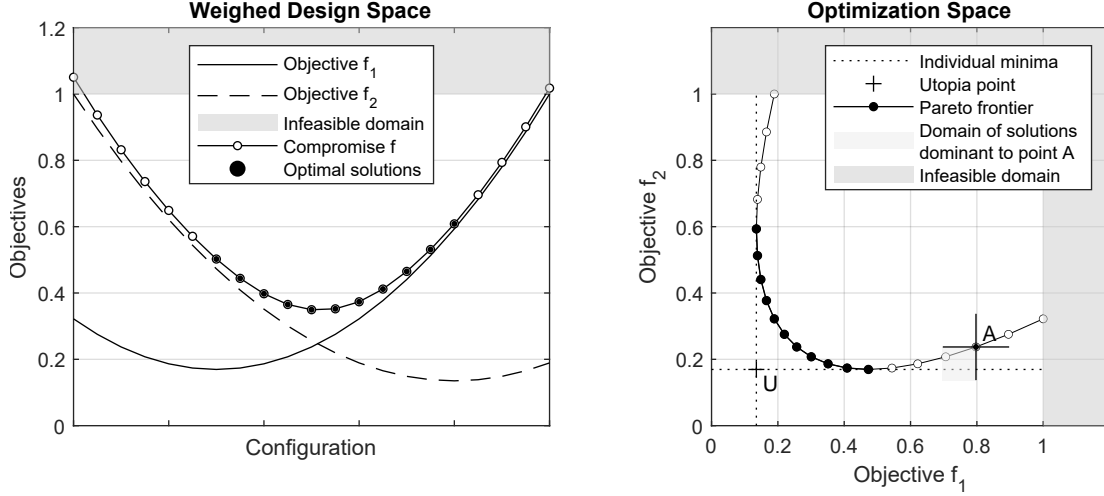 Weighed Design Space
1.2
1
0.8
0.6
0.4
0.2
0
Objectives
Configuration
Objective f1
Objective f2
Infeasible domain
Compromise f
Optimal solutions
Optimization Space
1
0.8
0.6
0.4
0.2
0
Objective f2
0
0.2
0.4
0.6
0.8
1
Objective f1
Individual minima
Utopia point
Pareto frontier
Domain of solutions
dominant to point A
Infeasible domain
A
U